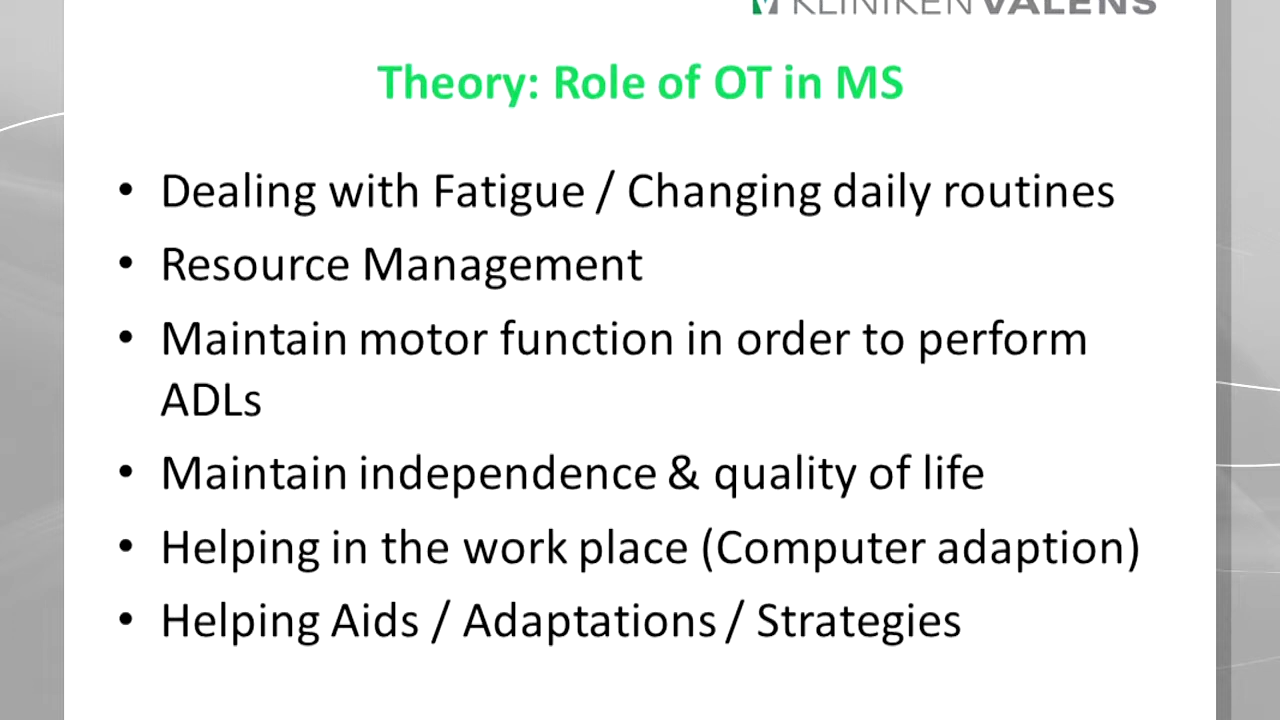 KLINIKEN VALENS
Theory: Role of OT in MS
• Dealing with Fatigue / Changing daily routines
• Resource Management
• Maintain motor function in order to perform
ADLs
• Maintain independence & quality of life
• Helping in the work place (Computer adaption)
• Helping Aids / Adaptations / Strategies